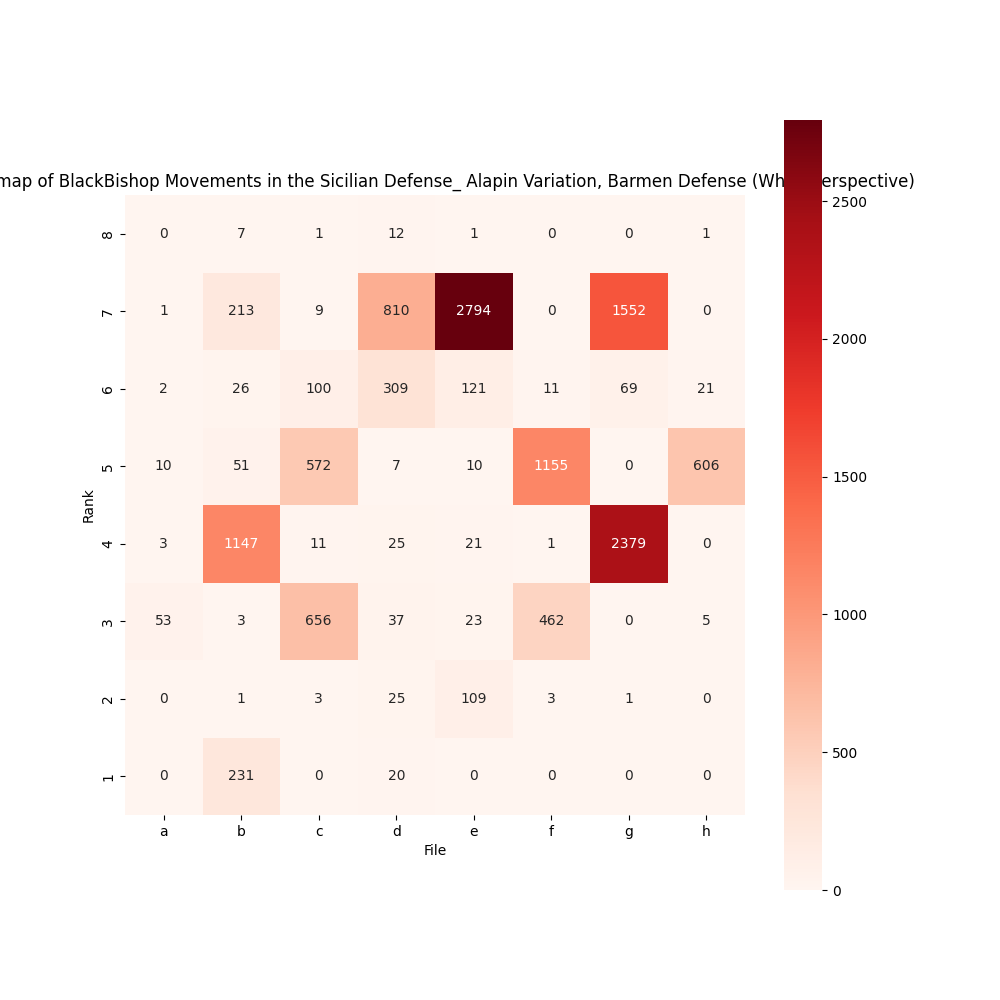 map of BlackBishop Movements in the Sicilian Defense_ Alapin Variation, Barmen Defense (Wh erspective)
8 0 7 1 12 1 0 0 1
7 1 213 9 810 2794 0 1552 0
6 2 26 100 309 121 11 69 21
5 10 51 572 7 10 1155 0 606
4 3 1147 11 25 21 1 2379 0
3 53 3 656 37 23 462 0 5
2 0 1 3 25 109 3 1 0
1 0 231 0 20 0 0 0 0
a b c d e f g h
File
Rank
2500
2000
1500
1000
500
0